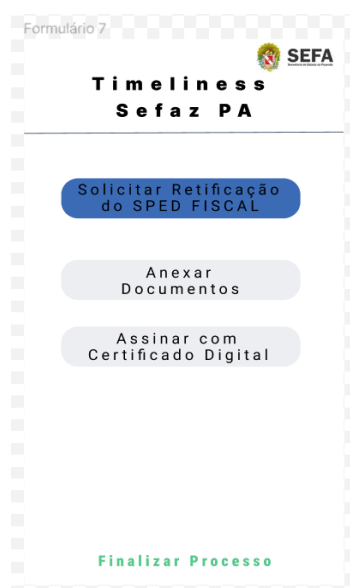 Formulário 7
SEFA
Timeliness
Sefaz PA
Solicitar Retificação
do SPED FISCAL
Anexar
Documentos
Assinar com
Certificado Digital
Finalizar Processo